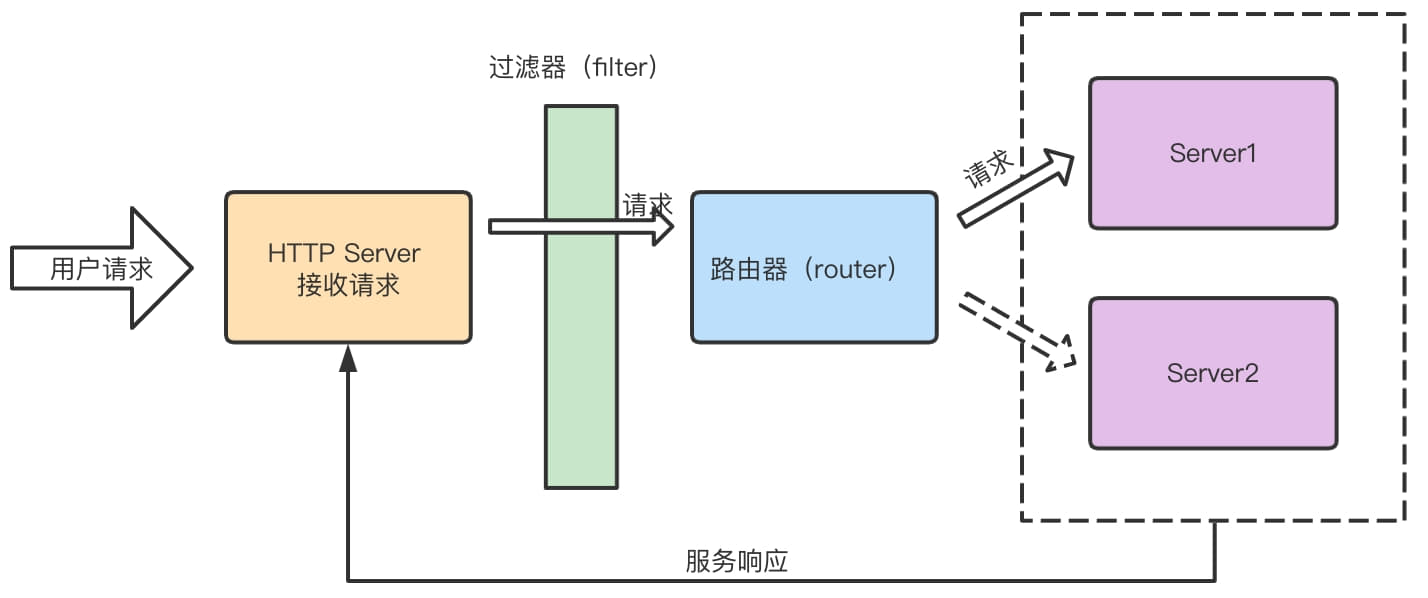 过滤器（filter）
用户请求
HTTP Server
接收请求
请求
路由器（router）
请求
Server1
Server2
服务响应